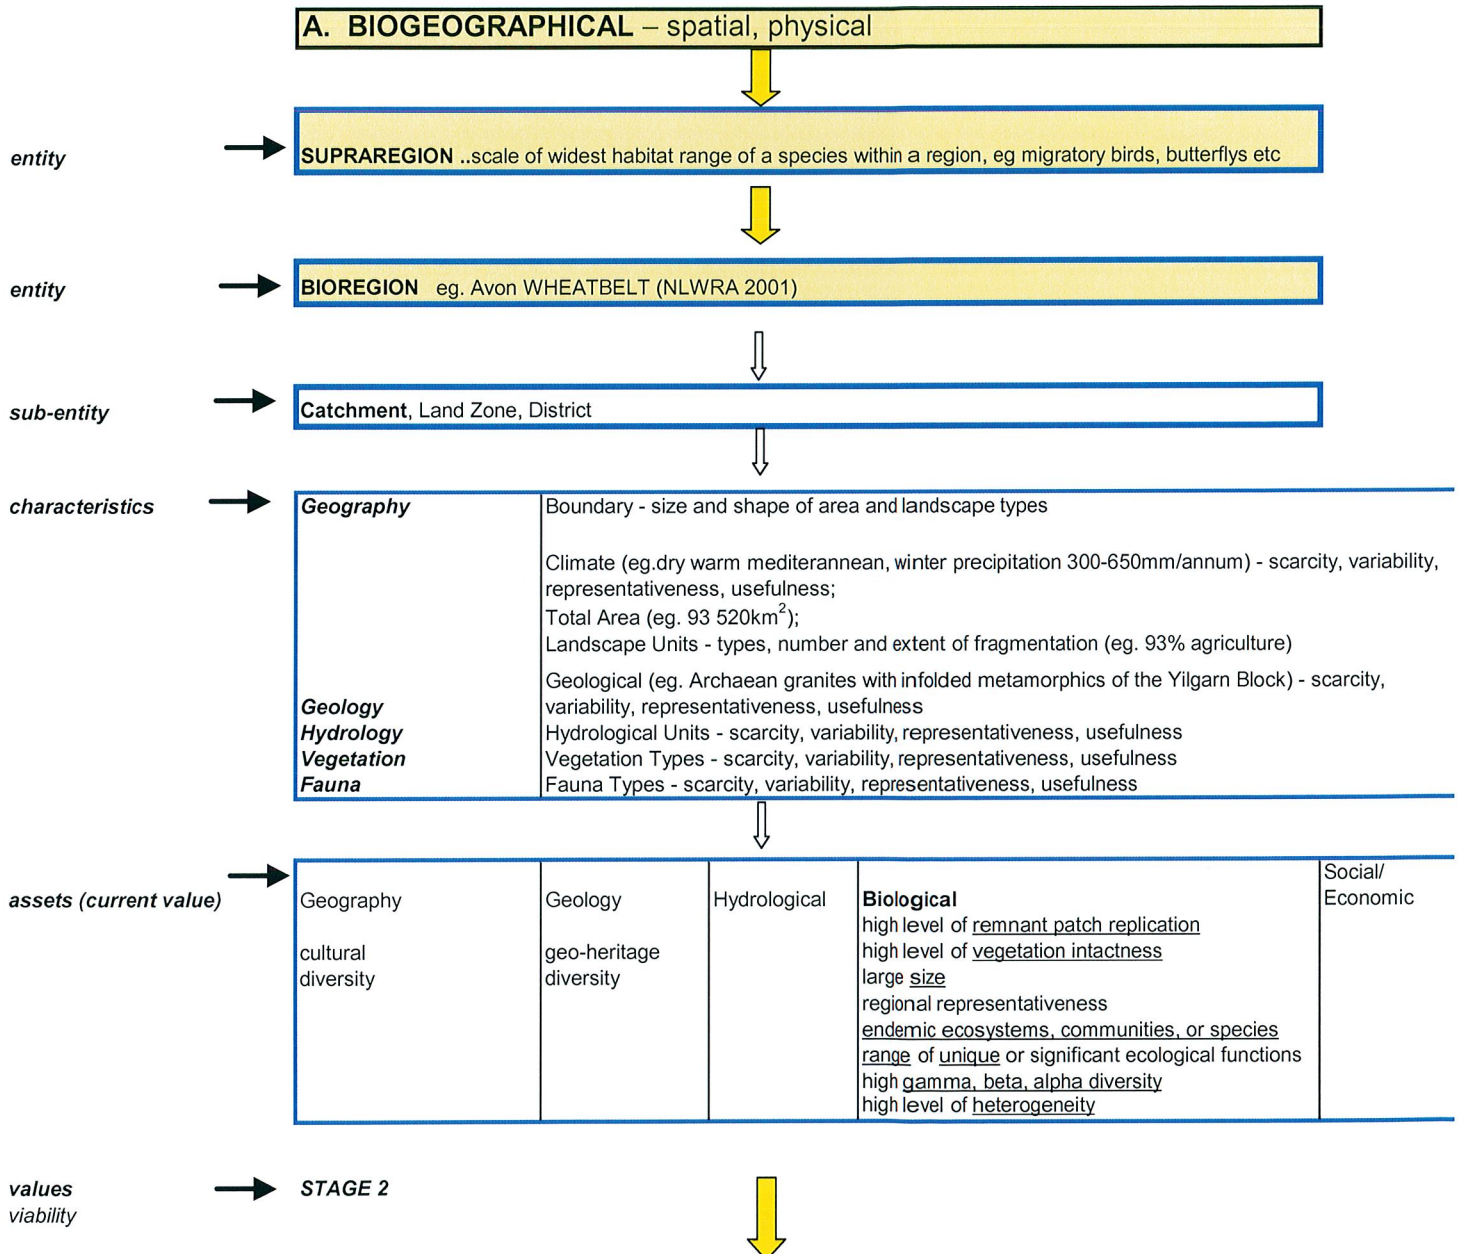 A. BIOGEOGRAPHICAL – spatial, physical
entity
SUPRAREGION ..scale of widest habitat range of a species within a region, eg migratory birds, butterflys etc
entity
BIOREGION eg. Avon WHEATBELT (NLWRA 2001)
sub-entity
Catchment, Land Zone, District
characteristics
Geography
Boundary - size and shape of area and landscape types
Climate (eg.dry warm mediterannean, winter precipitation 300-650mm/annum) - scarcity, variability,
representativeness, usefulness;
Total Area (eg. 93 520km²);
Landscape Units - types, number and extent of fragmentation (eg. 93% agriculture)
Geological (eg. Archaean granites with infolded metamorphics of the Yilgarn Block) - scarcity,
Geology
variability, representativeness, usefulness
Hydrology
Hydrological Units - scarcity, variability, representativeness, usefulness
Vegetation
Vegetation Types - scarcity, variability, representativeness, usefulness
Fauna
Fauna Types - scarcity, variability, representativeness, usefulness
assets (current value)
Geography
cultural
diversity
Geology
geo-heritage
diversity
Hydrological
Biological
high level of remnant patch replication
high level of vegetation intactness
large size
regional representativeness
endemic ecosystems, communities, or species
range of unique or significant ecological functions
high gamma, beta, alpha diversity
high level of heterogeneity
Social/
Economic
values
viability
STAGE 2